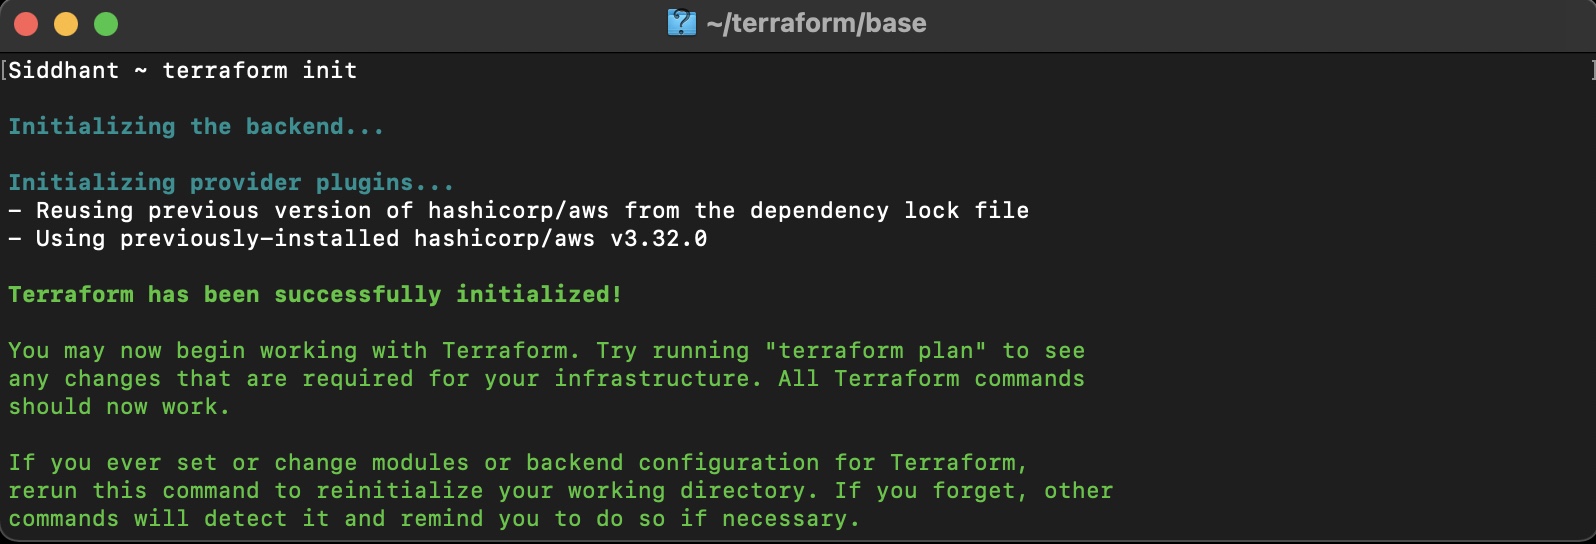 ~/terraform/base
[Siddhant ~ terraform init ]
Initializing the backend...
Initializing provider plugins...
- Reusing previous version of hashicorp/aws from the dependency lock file
- Using previously-installed hashicorp/aws v3.32.0
Terraform has been successfully initialized!
You may now begin working with Terraform. Try running "terraform plan" to see
any changes that are required for your infrastructure. All Terraform commands
should now work.
If you ever set or change modules or backend configuration for Terraform,
rerun this command to reinitialize your working directory. If you forget, other
commands will detect it and remind you to do so if necessary.